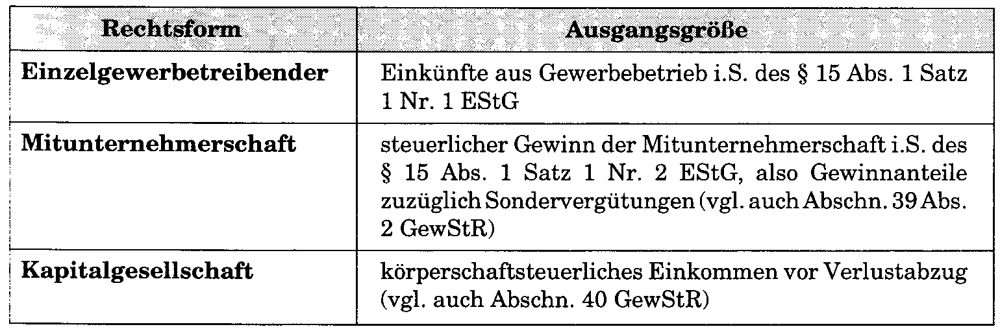 Rechtsform
Ausgangsgröße
Einzelgewerbetreibender
Einkünfte aus Gewerbebetrieb i.S. des § 15 Abs. 1 Satz
1 Nr. 1 EStG
Mitunternehmerschaft
steuerlicher Gewinn der Mitunternehmerschaft i.S. des
§ 15 Abs. 1 Satz 1 Nr. 2 EStG, also Gewinnanteile
zuzüglich Sondervergütungen (vgl. auch Abschn. 39 Abs.
2 GewStR)
Kapitalgesellschaft
körperschaftsteuerliches Einkommen vor Verlustabzug
(vgl. auch Abschn. 40 GewStR)